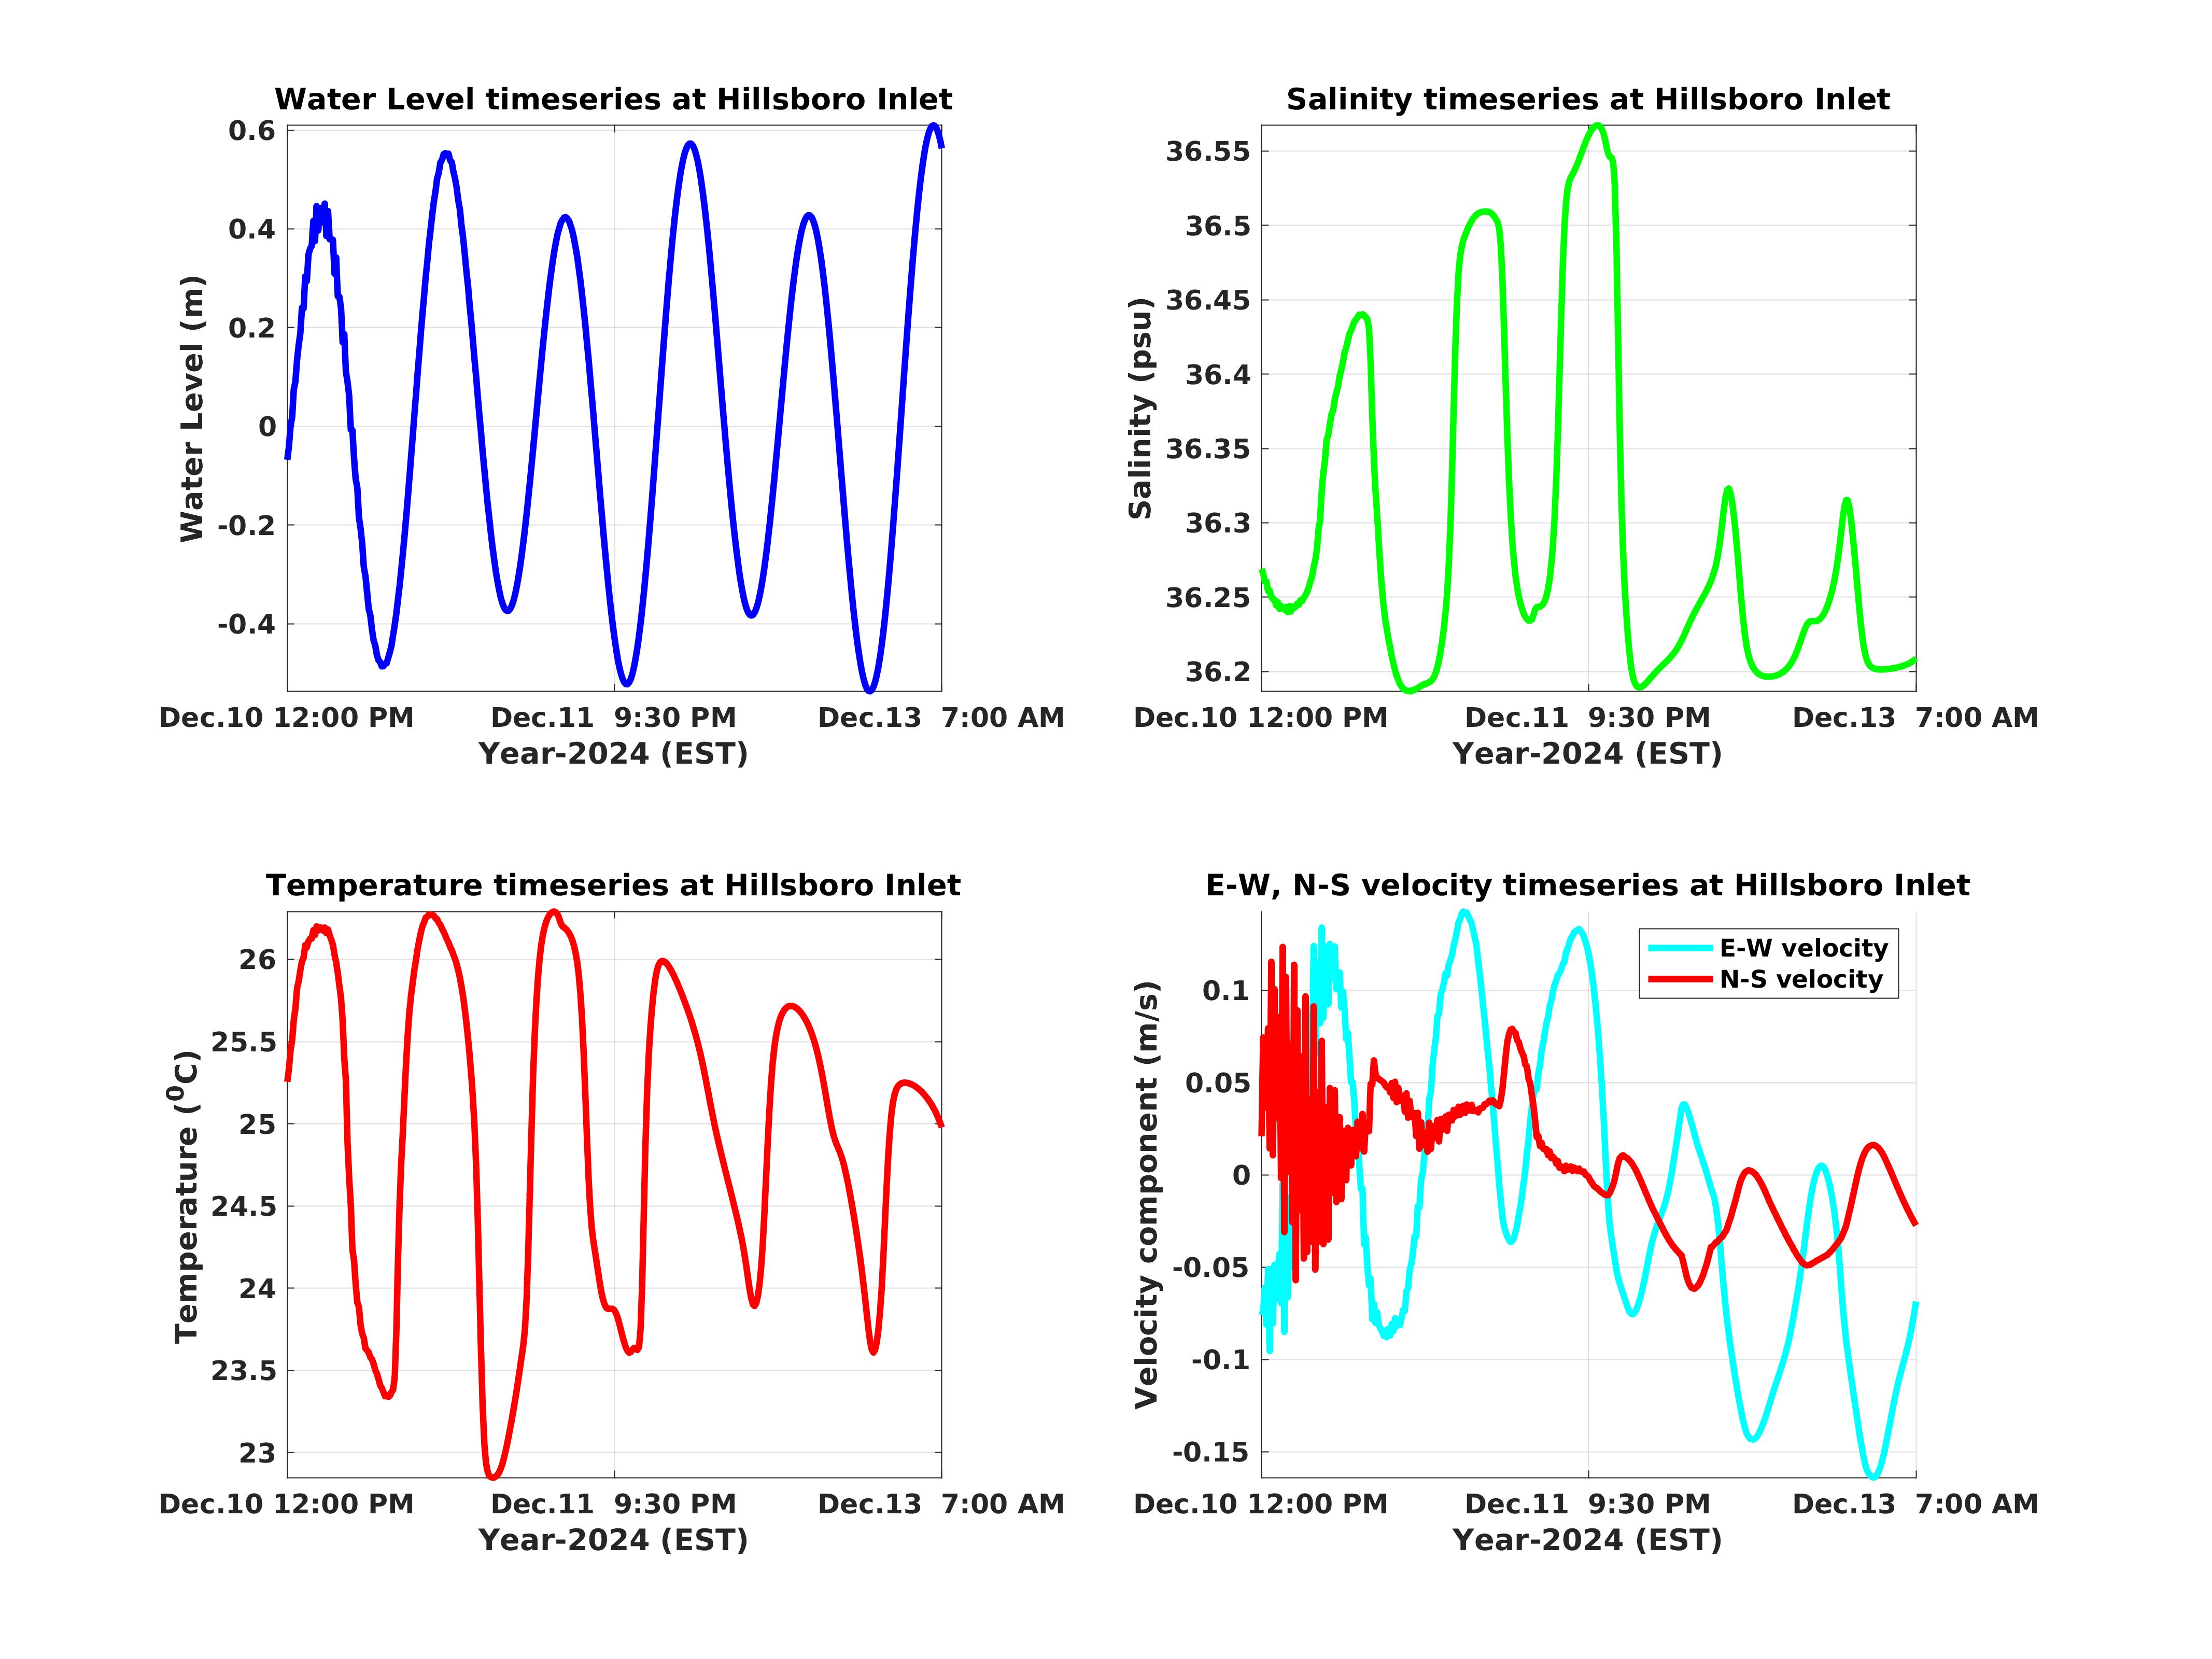 Water Level timeseries at Hillsboro Inlet
0.6
0.4
0.2
0
-0.2
-0.4
Water Level (m)
Dec.10 12:00 PM Dec.11 9:30 PM Dec.13 7:00 AM
Year-2024 (EST)
Salinity timeseries at Hillsboro Inlet
36.55
36.5
36.45
36.4
36.35
36.3
36.25
36.2
Salinity (psu)
Dec.10 12:00 PM Dec.11 9:30 PM Dec.13 7:00 AM
Year-2024 (EST)
Temperature timeseries at Hillsboro Inlet
26
25.5
25
24.5
24
23.5
23
Temperature (⁰C)
Dec.10 12:00 PM Dec.11 9:30 PM Dec.13 7:00 AM
Year-2024 (EST)
E-W, N-S velocity timeseries at Hillsboro Inlet
E-W velocity
N-S velocity
0.1
0.05
0
-0.05
-0.1
-0.15
Velocity component (m/s)
Dec.10 12:00 PM Dec.11 9:30 PM Dec.13 7:00 AM
Year-2024 (EST)